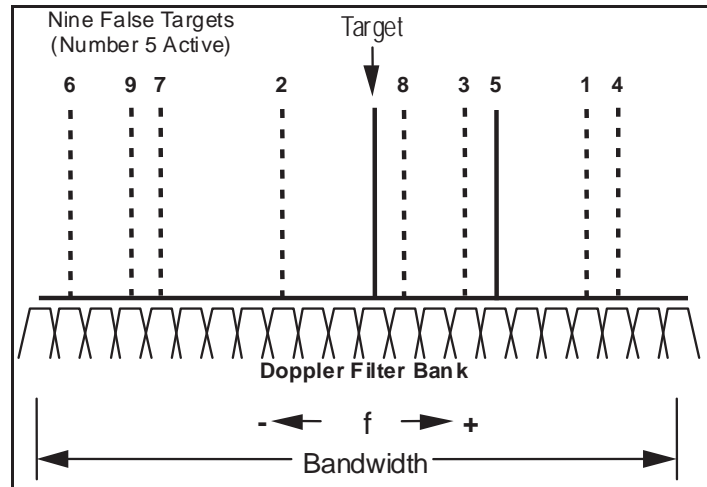 Nine False Targets
(Number 5 Active)
Target
6 9 7 2 8 3 5 1 4
Doppler Filter Bank
- f +
Bandwidth